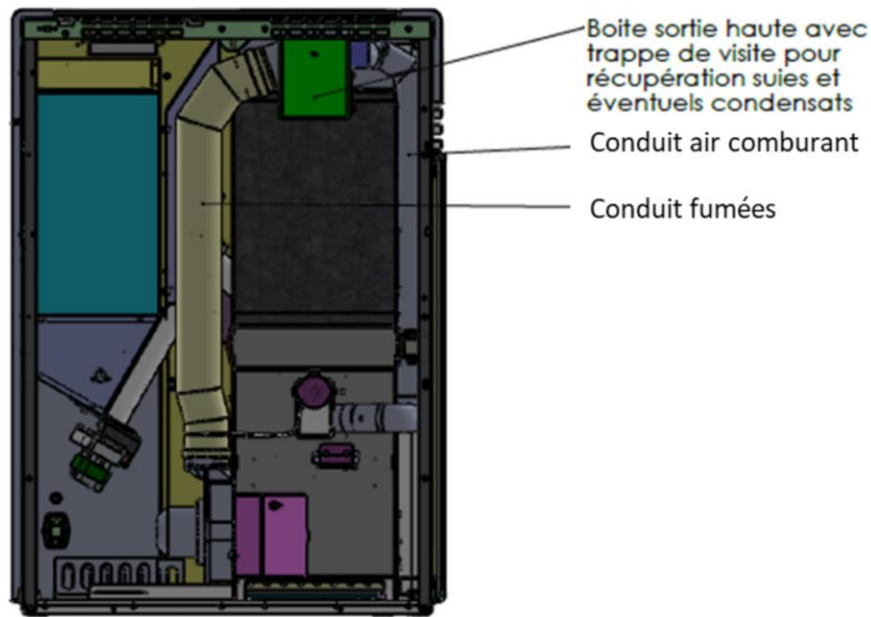 Boite sortie haute avec
trappe de visite pour
récupération suies et
éventuels condensats
Conduit air comburant
Conduit fumées